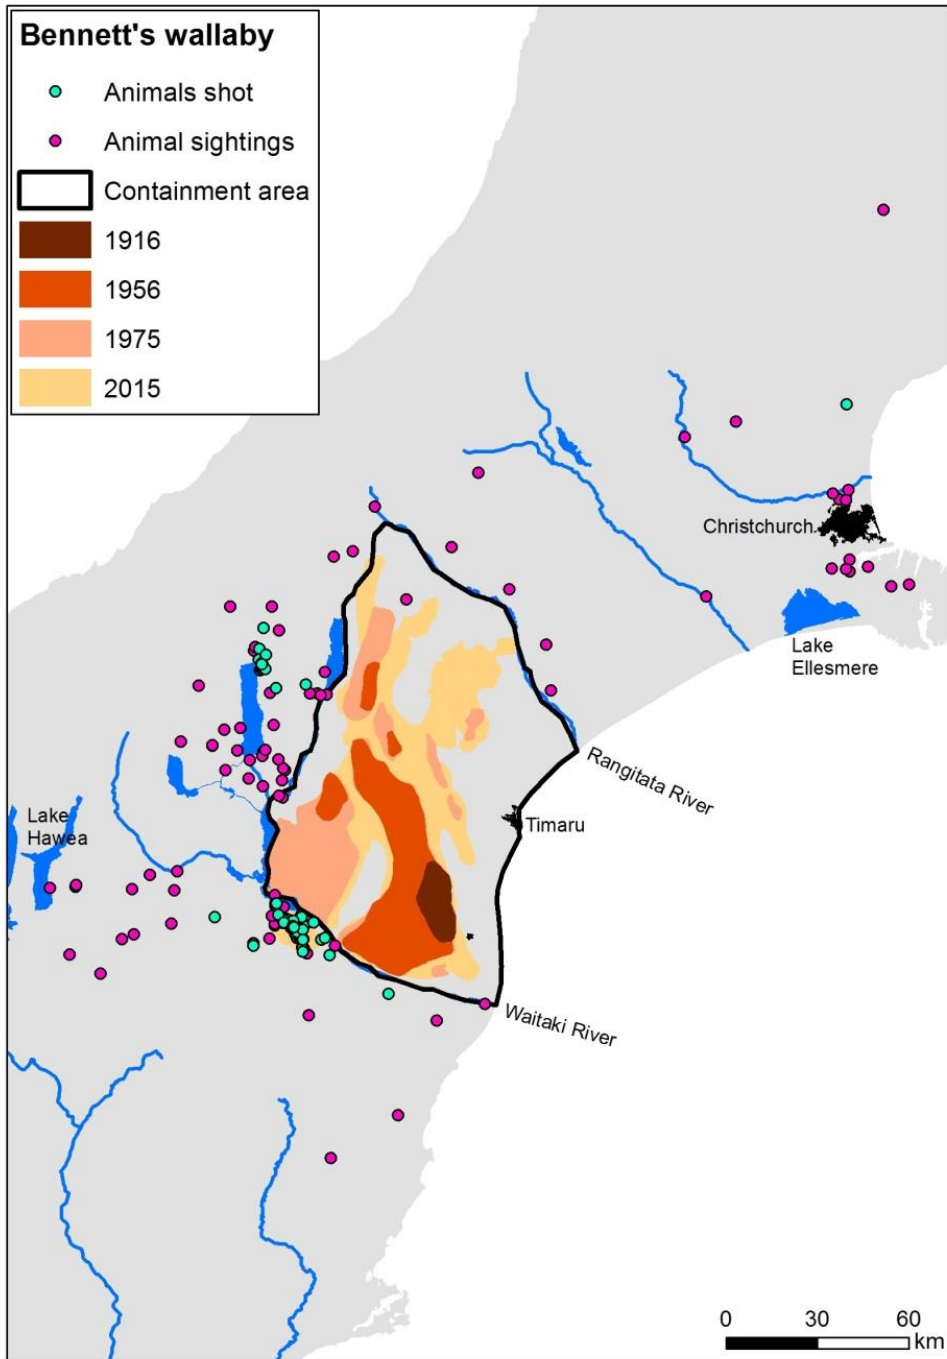 Bennett's wallaby
Animals shot
Animal sightings
Containment area
1916
1956
1975
2015
Christchurch
Lake
Ellesmere
Rangitata River
Timaru
Lake
Hawea
Waitaki River
0 30 60
km